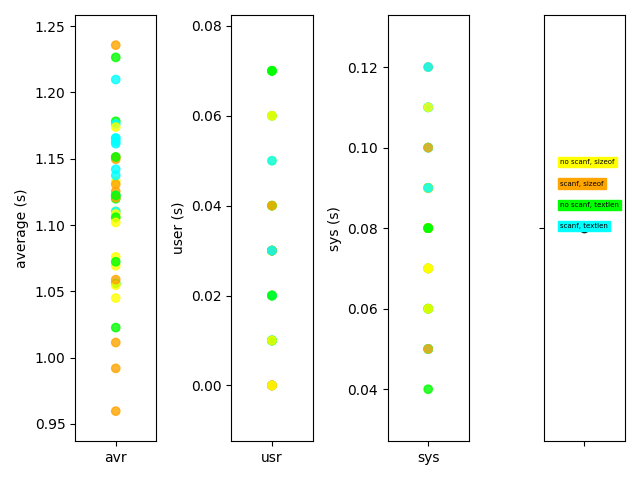 average (s)
1.25
1.20
1.15
1.10
1.05
1.00
0.95
avr
user (s)
0.08
0.06
0.04
0.02
0.00
usr
sys (s)
0.12
0.10
0.08
0.06
0.04
sys
no scanf, sizeof
scanf, sizeof
no scanf, textlen
scanf, textlen